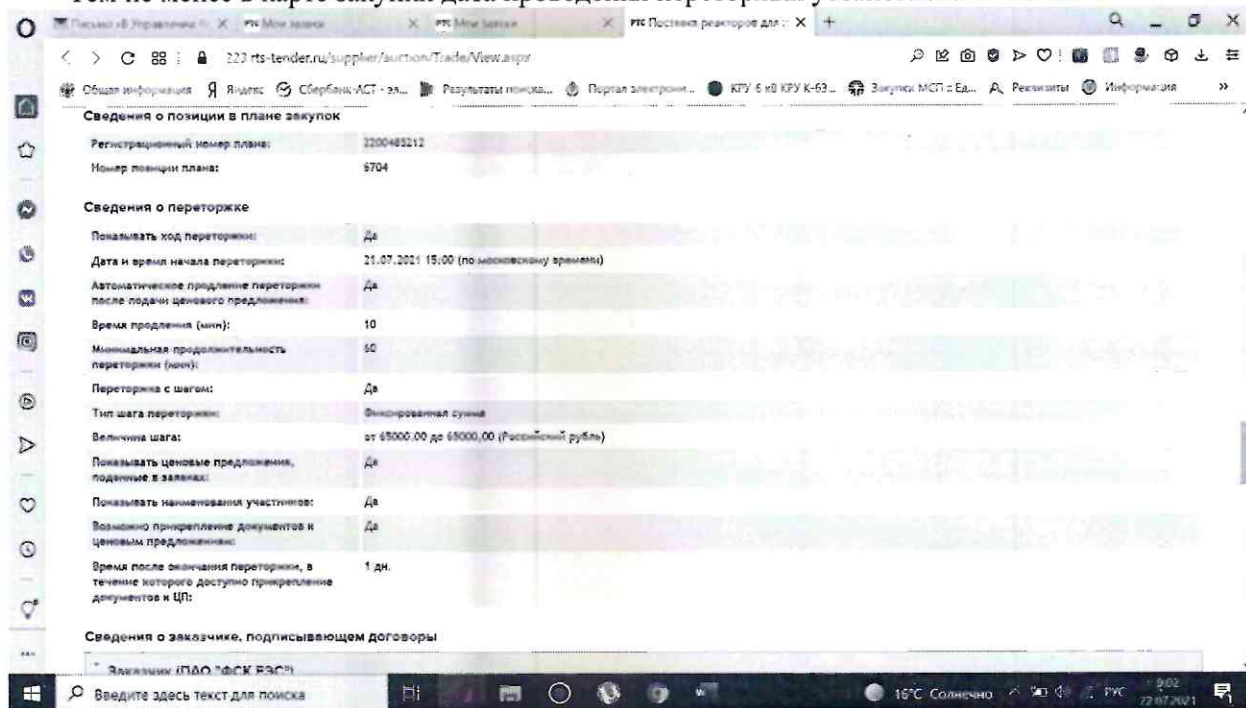 Тем не менее в карте закупки дата проведения переторжки
Письмо «В Управление
РТС Мои заявки
РТС Мои заявки
РТС Поставка реакторов для
223.rts-tender.ru/supplier/auction/Trade/View.aspx
Общая информация
Яндекс
Сбербанк-АСТ - эл...
Результаты поиска...
Портал электронн...
КРУ 6 кВ КРУ К-63...
Закупки МСП :: Ед...
Реквизиты
Информация
»
Сведения о позиции в плане закупок
Регистрационный номер плана: 2200485212
Номер позиции плана: 6704
Сведения о переторжке
Показывать ход переторжки: Да
Дата и время начала переторжки: 21.07.2021 15:00 (по московскому времени)
Автоматическое продление переторжки Да
после подачи ценового предложения:
Время продления (мин): 10
Минимальная продолжительность 60
переторжки (мин):
Переторжка с шагом: Да
Тип шага переторжки: Фиксированная сумма
Величина шага: от 65000,00 до 65000,00 (Российский рубль)
Показывать ценовые предложения, Да
поданные в заявках:
Показывать наименования участников: Да
Возможно прикрепление документов к Да
ценовым предложениям:
Время после окончания переторжки, в 1 дн.
течение которого доступно прикрепление
документов к ЦП:
Сведения о заказчике, подписывающем договоры
Заказчик (ПАО "ФСК ЕЭС")
Введите здесь текст для поиска
16°C Солнечно
РУС
9:02
22.07.2021